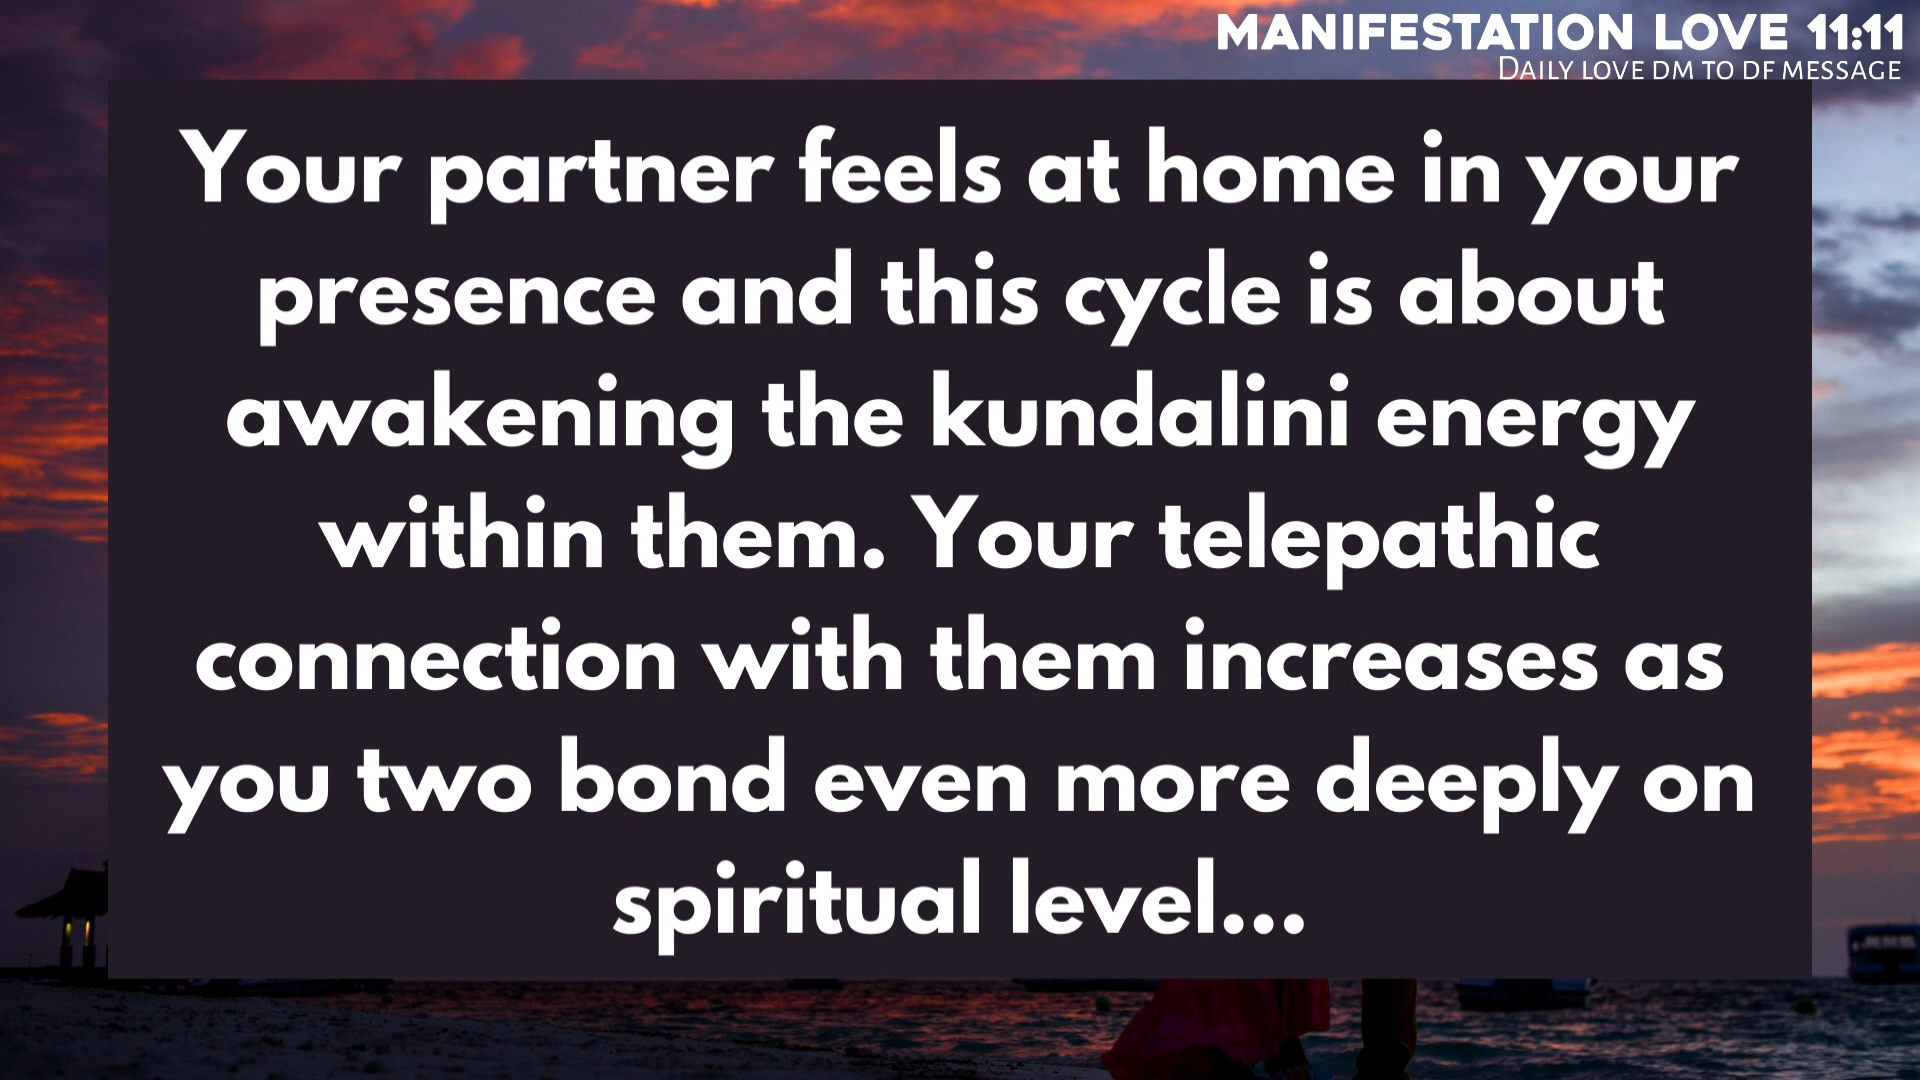 MANIFESTATION LOVE 11:11
DAILY LOVE DM TO DF MESSAGE
Your partner feels at home in your
presence and this cycle is about
awakening the kundalini energy
within them. Your telepathic
connection with them increases as
you two bond even more deeply on
spiritual level...